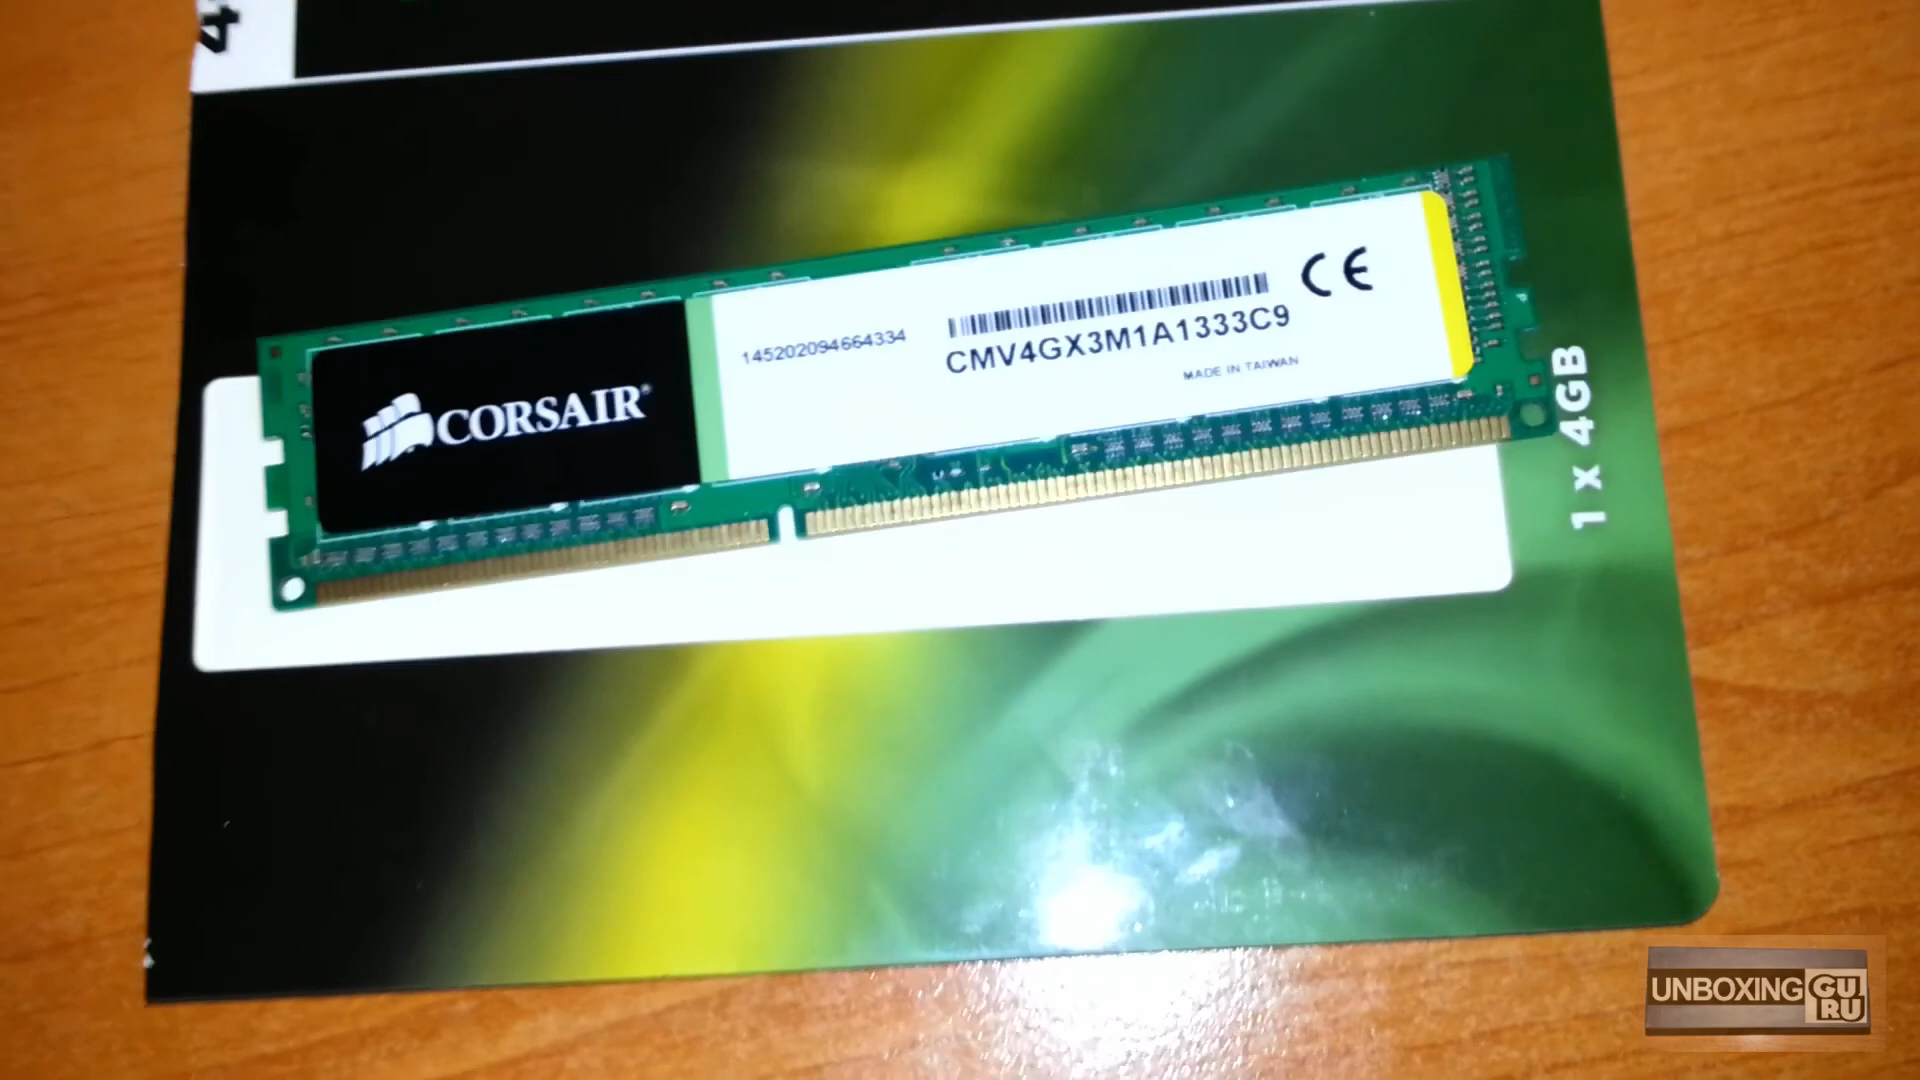 CORSAIR®
145202094664334
CMV4GX3M1A1333C9
MADE IN TAIWAN
CE
1 x 4GB
UNBOXING
GU
RU